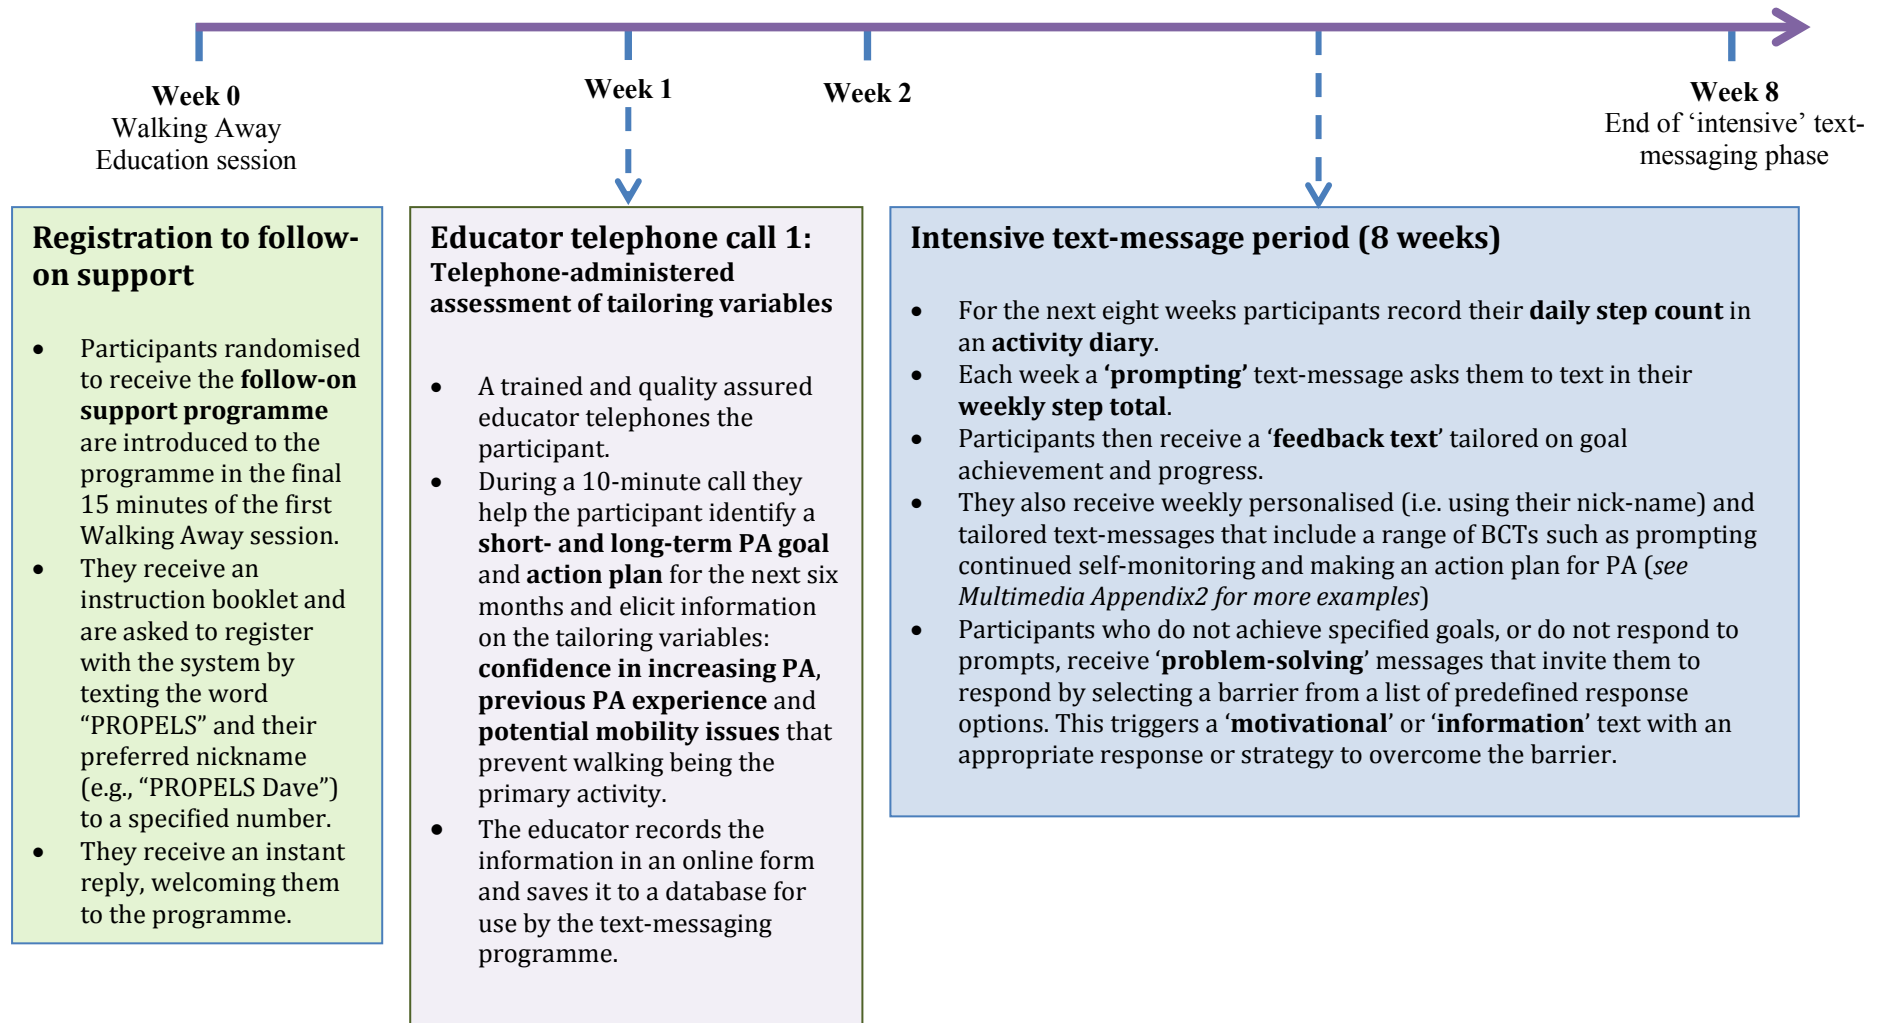 Week 0
Walking Away
Education session
Week 1
Week 2
Week 8
End of ‘intensive’ text-
messaging phase
Registration to follow-
on support
• Participants randomised
to receive the follow-on
support programme
are introduced to the
programme in the final
15 minutes of the first
Walking Away session.
• They receive an
instruction booklet and
are asked to register
with the system by
texting the word
“PROPELS” and their
preferred nickname
(e.g., “PROPELS Dave”)
to a specified number.
• They receive an instant
reply, welcoming them
to the programme.
Educator telephone call 1:
Telephone-administered
assessment of tailoring variables
• A trained and quality assured
educator telephones the
participant.
• During a 10-minute call they
help the participant identify a
short- and long-term PA goal
and action plan for the next six
months and elicit information
on the tailoring variables:
confidence in increasing PA,
previous PA experience and
potential mobility issues that
prevent walking being the
primary activity.
• The educator records the
information in an online form
and saves it to a database for
use by the text-messaging
programme.
Intensive text-message period (8 weeks)
• For the next eight weeks participants record their daily step count in
an activity diary.
• Each week a ‘prompting’ text-message asks them to text in their
weekly step total.
• Participants then receive a ‘feedback text’ tailored on goal
achievement and progress.
• They also receive weekly personalised (i.e. using their nick-name) and
tailored text-messages that include a range of BCTs such as prompting
continued self-monitoring and making an action plan for PA (see
Multimedia Appendix2 for more examples)
• Participants who do not achieve specified goals, or do not respond to
prompts, receive ‘problem-solving’ messages that invite them to
respond by selecting a barrier from a list of predefined response
options. This triggers a ‘motivational’ or ‘information’ text with an
appropriate response or strategy to overcome the barrier.